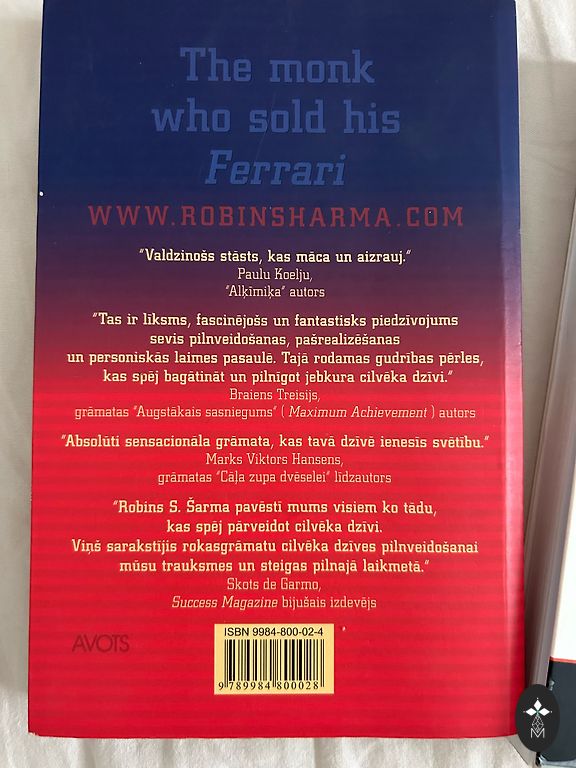 The monk
who sold his
Ferrari
WWW.ROBINSHARMA.COM
"Valdzinošs stāsts, kas māca un aizrauj."
Paulu Koelju,
"Alķīmiķa" autors
"Tas ir līksms, fascinējošs un fantastisks piedzīvojums
sevis pilnveidošanas, pašrealizēšanas
un personiskās laimes pasaulē. Tajā rodamas gudrības pērles,
kas spēj bagātināt un pilnīgot jebkura cilvēka dzīvi."
Braiens Treisijs,
grāmatas "Augstākais sasniegums" ( Maximum Achievement ) autors
"Absolūti sensacionāla grāmata, kas tavā dzīvē ienesīs svētību."
Marks Viktors Hansens,
grāmatas "Cāļa zupa dvēselei" līdzautors
"Robins S. Šarma pavēstī mums visiem ko tādu,
kas spēj pārveidot cilvēka dzīvi.
Viņš sarakstījis rokasgrāmatu cilvēka dzīves pilnveidošanai
mūsu trauksmes un steigas pilnajā laikmetā."
Skots de Garmo,
Success Magazine bijušais izdevējs
AVOTS
ISBN 9984-800-02-4
9 789984 800028
M